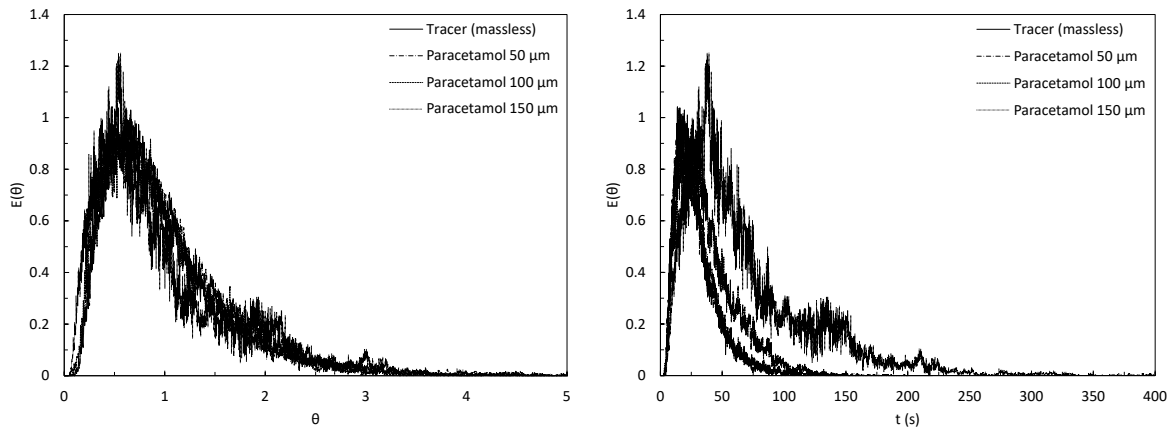 1.4
1.2
1
0.8
0.6
0.4
0.2
0
E(θ)
0 1 2 3 4 5
θ
Tracer (massless)
Paracetamol 50 μm
Paracetamol 100 μm
Paracetamol 150 μm
1.4
1.2
1
0.8
0.6
0.4
0.2
0
E(θ)
0 50 100 150 200 250 300 350 400
t (s)
Tracer (massless)
Paracetamol 50 μm
Paracetamol 100 μm
Paracetamol 150 μm